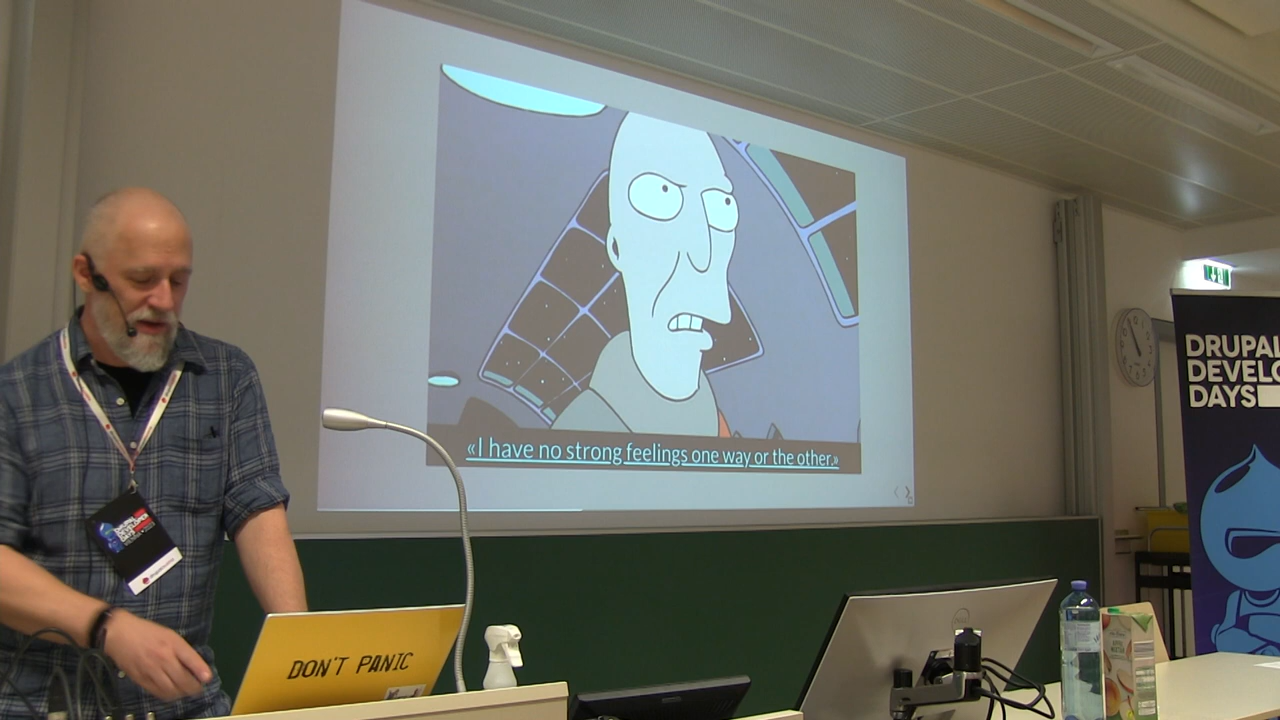 «I have no strong feelings one way or the other.»
DRUPAL
DEVELO
DAYS
DON'T PANIC